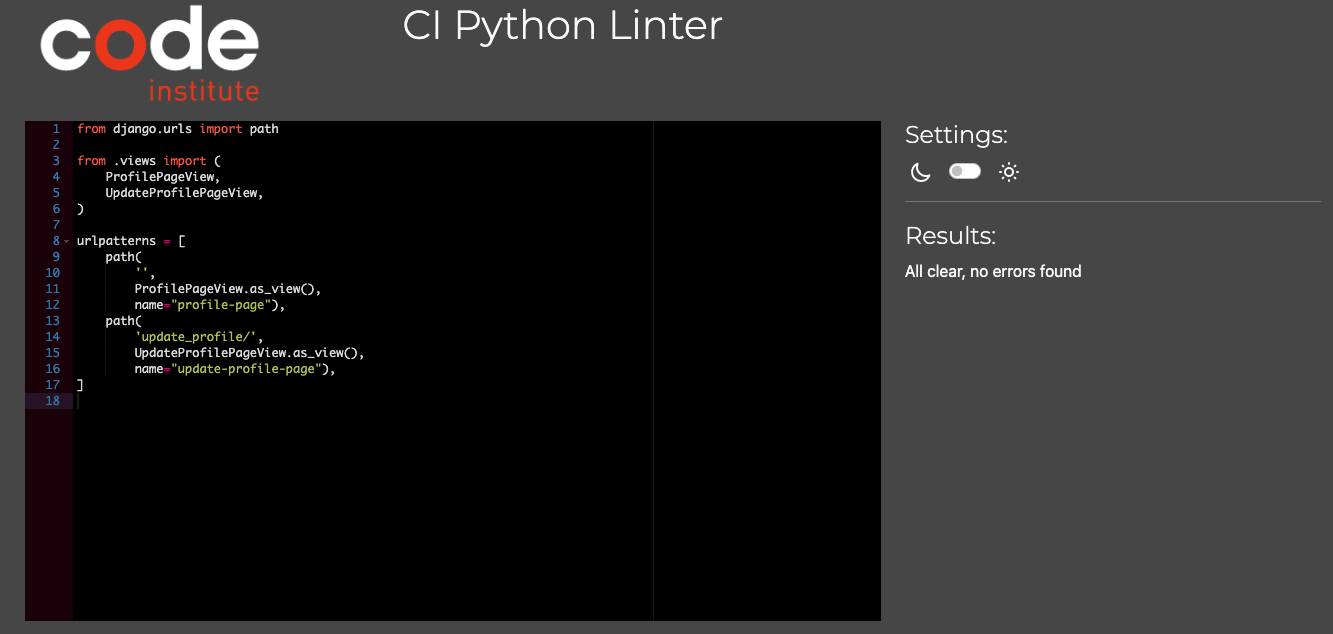 code
institute
CI Python Linter
1 from django.urls import path
2
3 from .views import (
4     ProfilePageView,
5     UpdateProfilePageView,
6 )
7
8 urlpatterns = [
9     path(
10         '',
11         ProfilePageView.as_view(),
12         name="profile-page"),
13     path(
14         'update_profile/',
15         UpdateProfilePageView.as_view(),
16         name="update-profile-page"),
17 ]
18
Settings:
Results:
All clear, no errors found